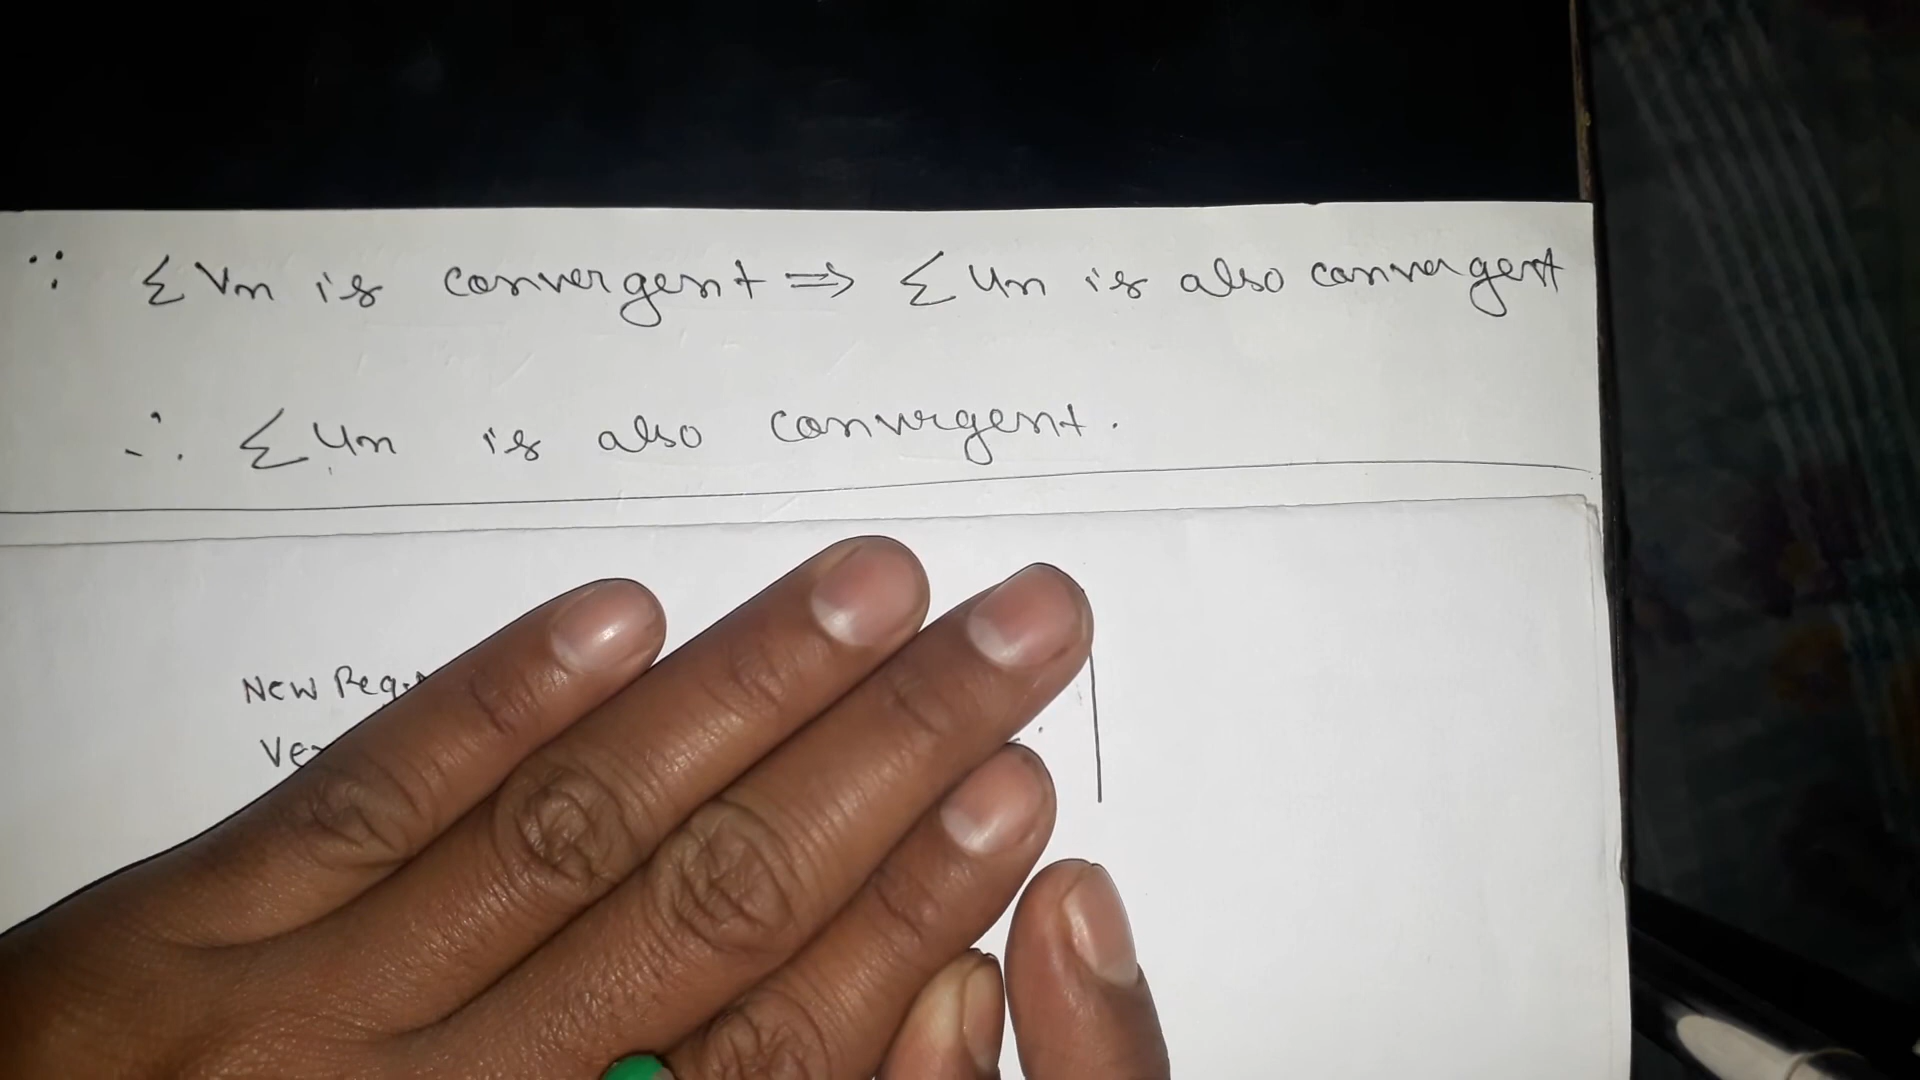 ∵ Σ Vn is convergent ⇒ Σ Un is also convergent
∴ Σ Un is also convergent.
New